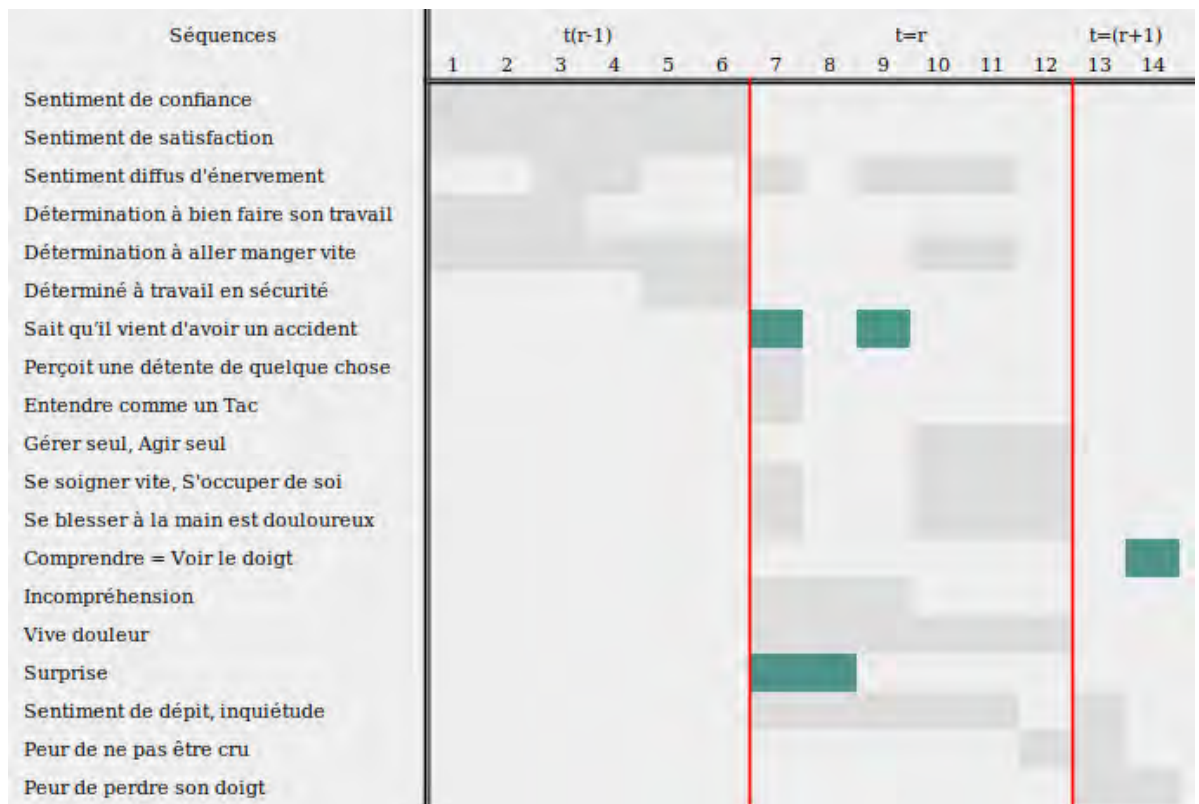 Séquences t(r-1) t=r t=(r+1)
1 2 3 4 5 6 7 8 9 10 11 12 13 14
Sentiment de confiance
Sentiment de satisfaction
Sentiment diffus d'énervement
Détermination à bien faire son travail
Détermination à aller manger vite
Déterminé à travail en sécurité
Sait qu'il vient d'avoir un accident
Perçoit une détente de quelque chose
Entendre comme un Tac
Gérer seul, Agir seul
Se soigner vite, S'occuper de soi
Se blesser à la main est douloureux
Comprendre = Voir le doigt
Incompréhension
Vive douleur
Surprise
Sentiment de dépit, inquiétude
Peur de ne pas être cru
Peur de perdre son doigt